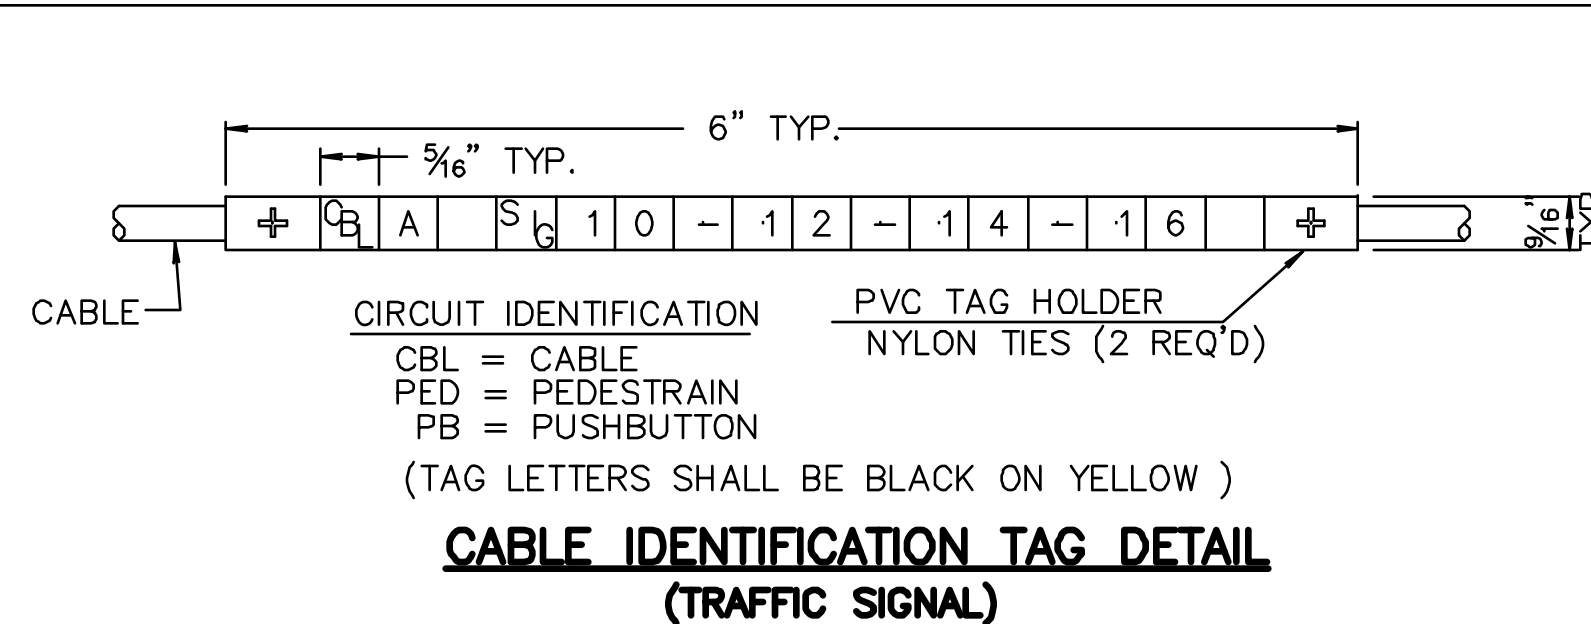 6” TYP.
5/16” TYP.
CBL A SIG 10-12-14-16
9/16”
CABLE
CIRCUIT IDENTIFICATION
CBL = CABLE
PED = PEDESTRAIN
PB = PUSHBUTTON
PVC TAG HOLDER
NYLON TIES (2 REQ'D)
(TAG LETTERS SHALL BE BLACK ON YELLOW )
CABLE IDENTIFICATION TAG DETAIL
(TRAFFIC SIGNAL)